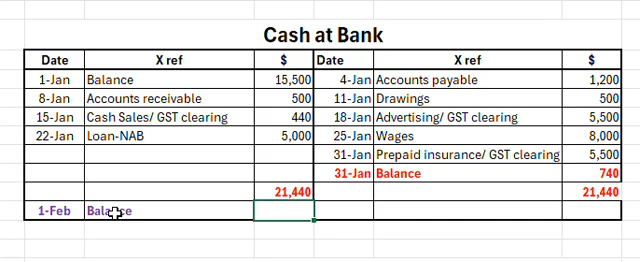 Cash at Bank
Date X ref $ Date X ref $
1-Jan Balance 15,500 4-Jan Accounts payable 1,200
8-Jan Accounts receivable 500 11-Jan Drawings 500
15-Jan Cash Sales/ GST clearing 440 18-Jan Advertising/ GST clearing 5,500
22-Jan Loan-NAB 5,000 25-Jan Wages 8,000
31-Jan Prepaid insurance/ GST clearing 5,500
31-Jan Balance 740
21,440 21,440
1-Feb Balance